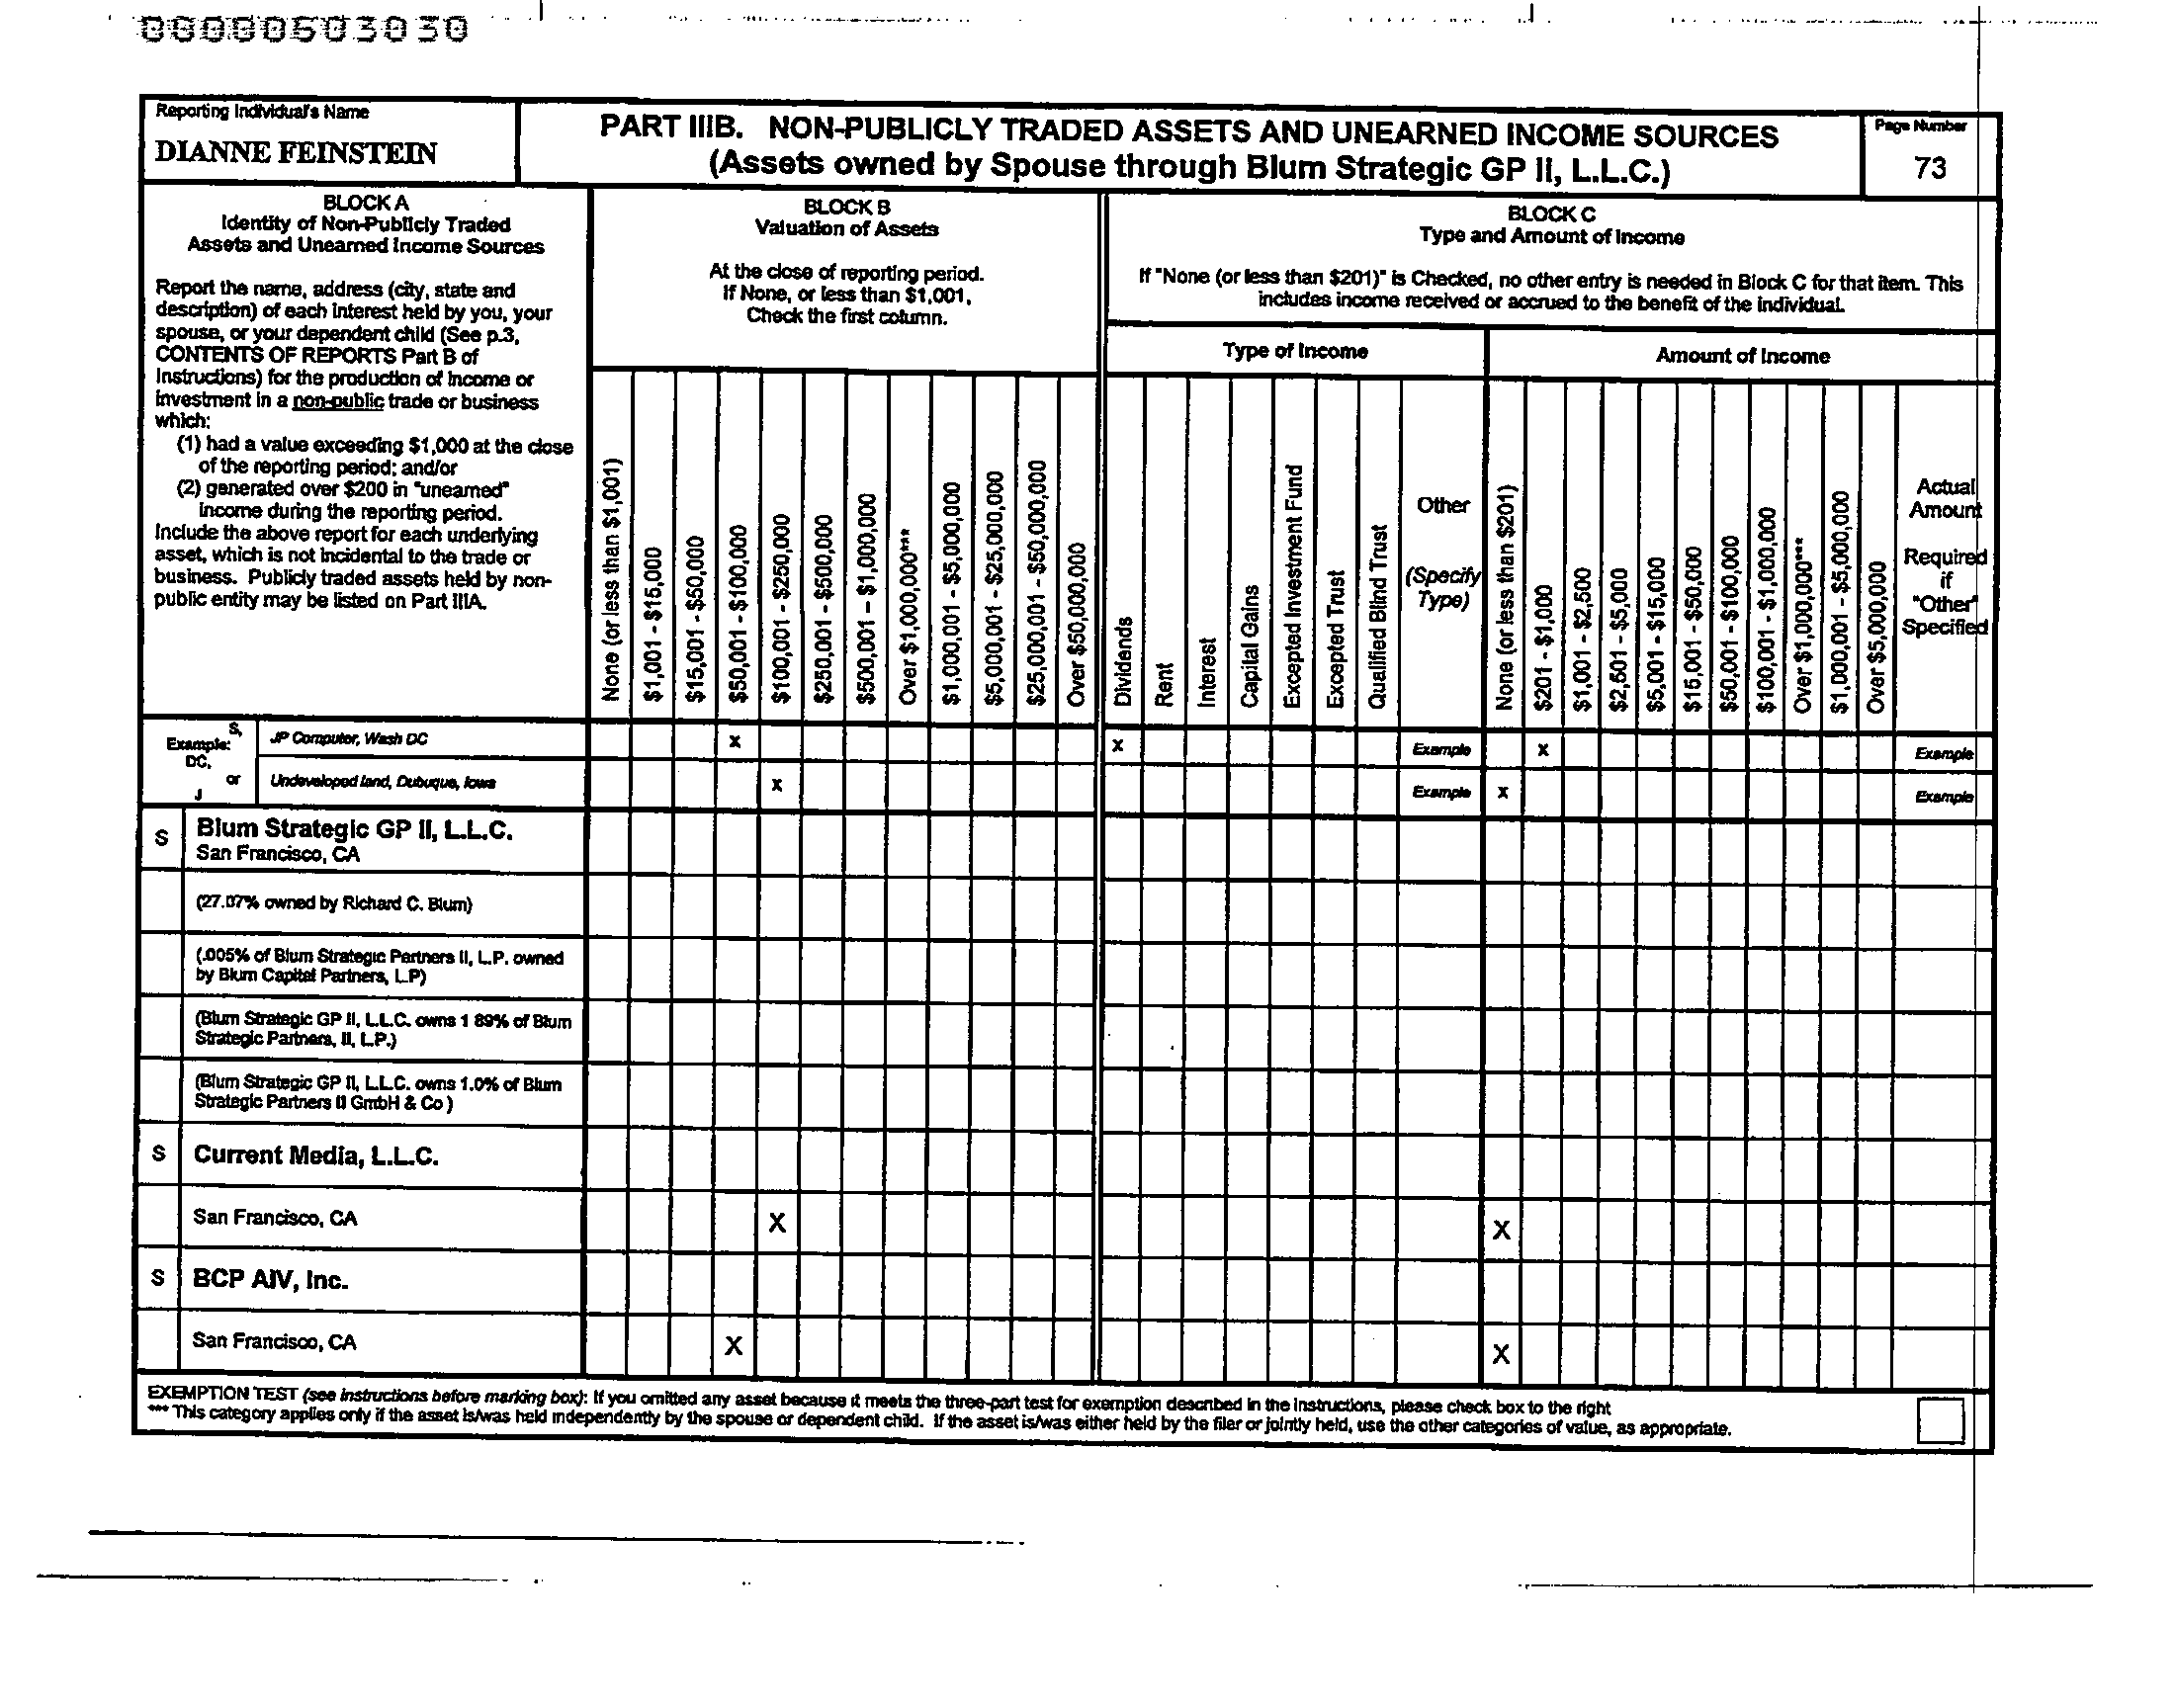 00000503030
Reporting Individual's Name
DIANNE FEINSTEIN
PART IIIB. NON-PUBLICLY TRADED ASSETS AND UNEARNED INCOME SOURCES
(Assets owned by Spouse through Blum Strategic GP II, L.L.C.)
Page Number
73
BLOCK A
Identity of Non-Publicly Traded
Assets and Unearned Income Sources
Report the name, address (city, state and
description) of each interest held by you, your
spouse, or your dependent child (See p.3,
CONTENTS OF REPORTS Part B of
Instructions) for the production of income or
investment in a non-public trade or business
which:
(1) had a value exceeding $1,000 at the close
of the reporting period; and/or
(2) generated over $200 in "unearned"
income during the reporting period.
Include the above report for each underlying
asset, which is not incidental to the trade or
business. Publicly traded assets held by non-
public entity may be listed on Part IIIA.
BLOCK B
Valuation of Assets
At the close of reporting period.
If None, or less than $1,001,
Check the first column.
BLOCK C
Type and Amount of Income
If "None (or less than $201)" is Checked, no other entry is needed in Block C for that item. This
includes income received or accrued to the benefit of the individual.
Type of Income
Amount of Income
None (or less than $1,001)
$1,001 - $15,000
$15,001 - $50,000
$50,001 - $100,000
$100,001 - $250,000
$250,001 - $500,000
$500,001 - $1,000,000
Over $1,000,000***
$1,000,001 - $5,000,000
$5,000,001 - $25,000,000
$25,000,001 - $50,000,000
Over $50,000,000
Dividends
Rent
Interest
Capital Gains
Excepted Investment Fund
Excepted Trust
Qualified Blind Trust
Other
(Specify
Type)
None (or less than $201)
$201 - $1,000
$1,001 - $2,500
$2,501 - $5,000
$5,001 - $15,000
$15,001 - $50,000
$50,001 - $100,000
$100,001 - $1,000,000
Over $1,000,000***
$1,000,001 - $5,000,000
Over $5,000,000
Actual
Amount
Required
if
"Other"
Specified
S,
Example:
DC,
or
J
JP Computer, Wash DC X X Example X Example
Undeveloped land, Dubuque, Iowa X Example X Example
S Blum Strategic GP II, L.L.C.
San Francisco, CA
(27.07% owned by Richard C. Blum)
(.005% of Blum Strategic Partners II, L.P. owned
by Blum Capital Partners, L.P)
(Blum Strategic GP II, L.L.C. owns 1 89% of Blum
Strategic Partners, II, L.P.)
(Blum Strategic GP II, L.L.C. owns 1.0% of Blum
Strategic Partners II GmbH & Co )
S Current Media, L.L.C.
San Francisco, CA X X
S BCP AIV, Inc.
San Francisco, CA X X
EXEMPTION TEST (see instructions before marking box): If you omitted any asset because it meets the three-part test for exemption described in the instructions, please check box to the right
*** This category applies only if the asset is/was held independently by the spouse or dependent child. If the asset is/was either held by the filer or jointly held, use the other categories of value, as appropriate.